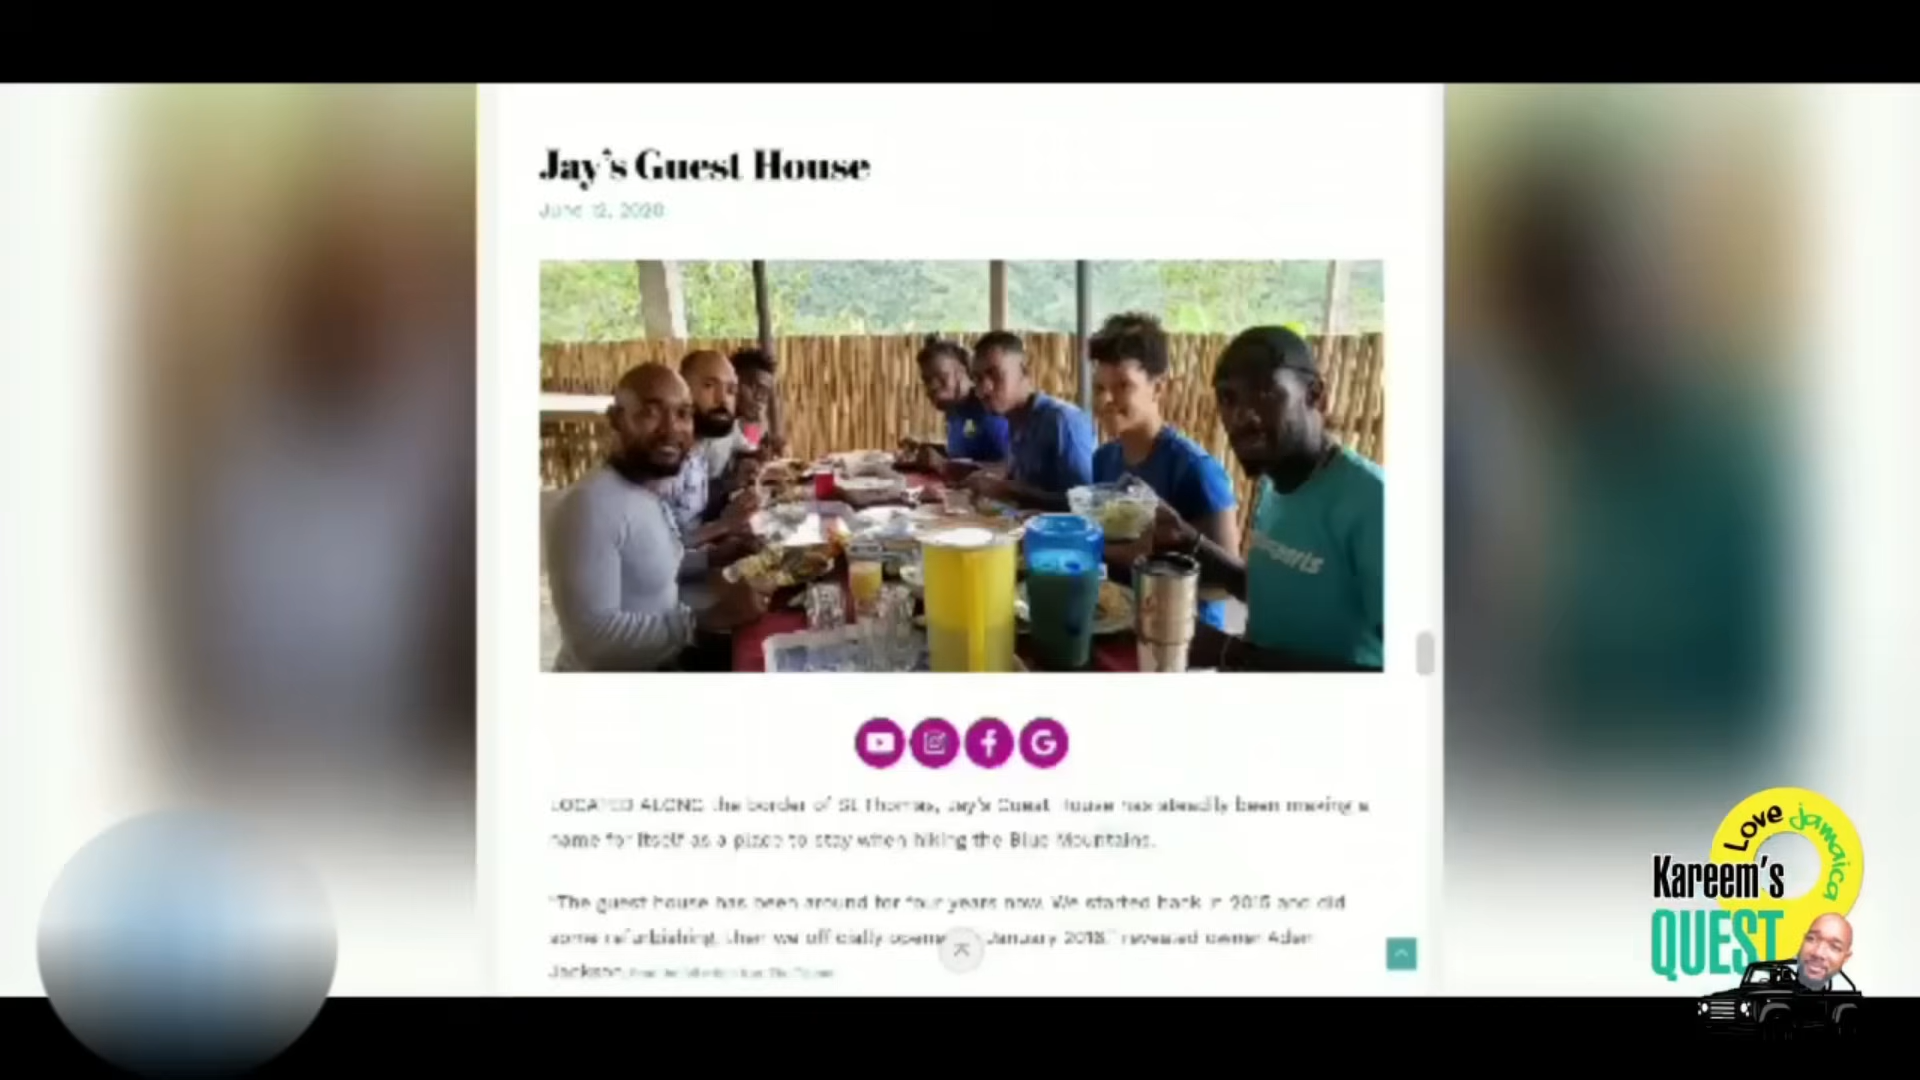 Jay's Guest House
June 12, 2020
LOCATED ALONG the border of St Thomas, Jay's Guest House has steadily been making a
name for itself as a place to stay when hiking the Blue Mountains.
"The guest house has been around for four years now. We started back in 2015 and did
some refurbishing, then we officially opened January 2016," revealed owner Adam
Jackson.
Love Jamaica
Kareem's
QUEST